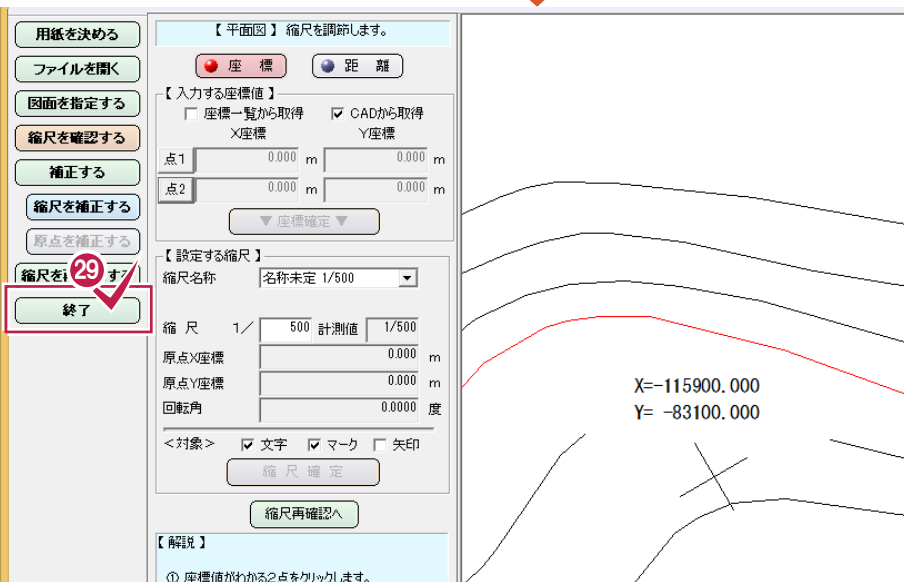 用紙を決める
ファイルを開く
図面を指定する
縮尺を確認する
補正する
縮尺を補正する
原点を補正する
縮尺を
する
29
終了
【 平面図 】 縮尺を調節します。
座 標
距 離
【 入力する座標値 】
座標一覧から取得 CADから取得
X座標 Y座標
点1 0.000 m 0.000 m
点2 0.000 m 0.000 m
▼ 座標確定 ▼
【 設定する縮尺 】
縮尺名称 名称未定 1/500
縮 尺 1/ 500 計測値 1/500
原点X座標 0.000 m
原点Y座標 0.000 m
回転角 0.0000 度
<対象> 文字 マーク 矢印
縮 尺 確 定
縮尺再確認へ
【 解説 】
① 座標値がわかる2点をクリックします。
X=-115900.000
Y= -83100.000